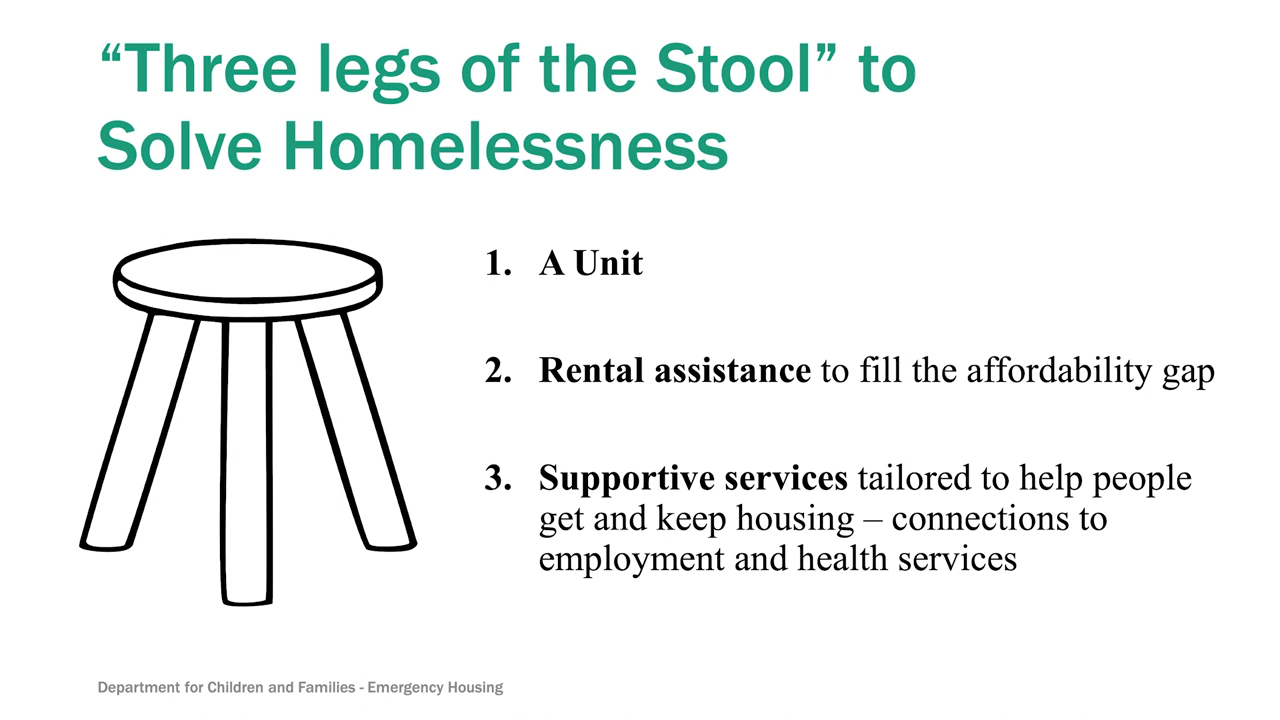 “Three legs of the Stool” to
Solve Homelessness
1. A Unit
2. Rental assistance to fill the affordability gap
3. Supportive services tailored to help people
get and keep housing – connections to
employment and health services
Department for Children and Families - Emergency Housing